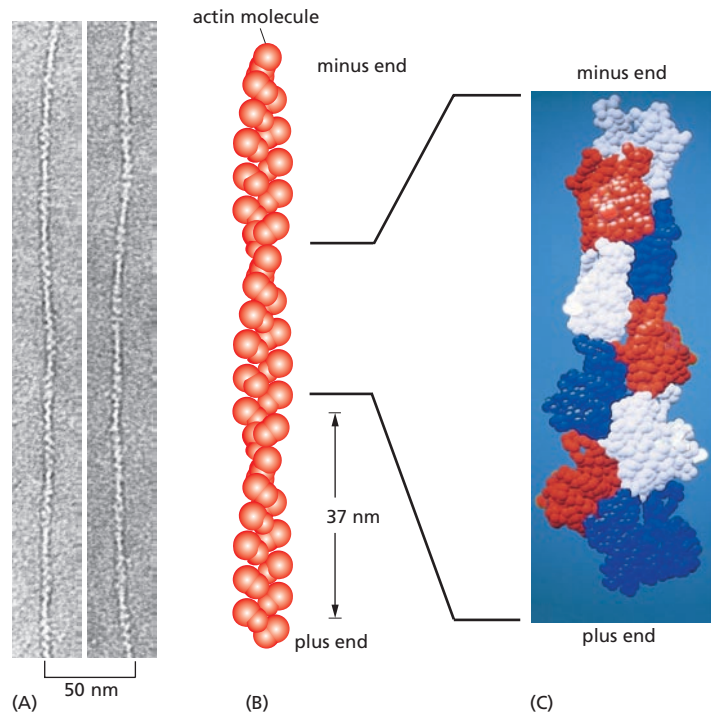 actin molecule
minus end
minus end
37 nm
plus end
plus end
50 nm
(A)
(B)
(C)